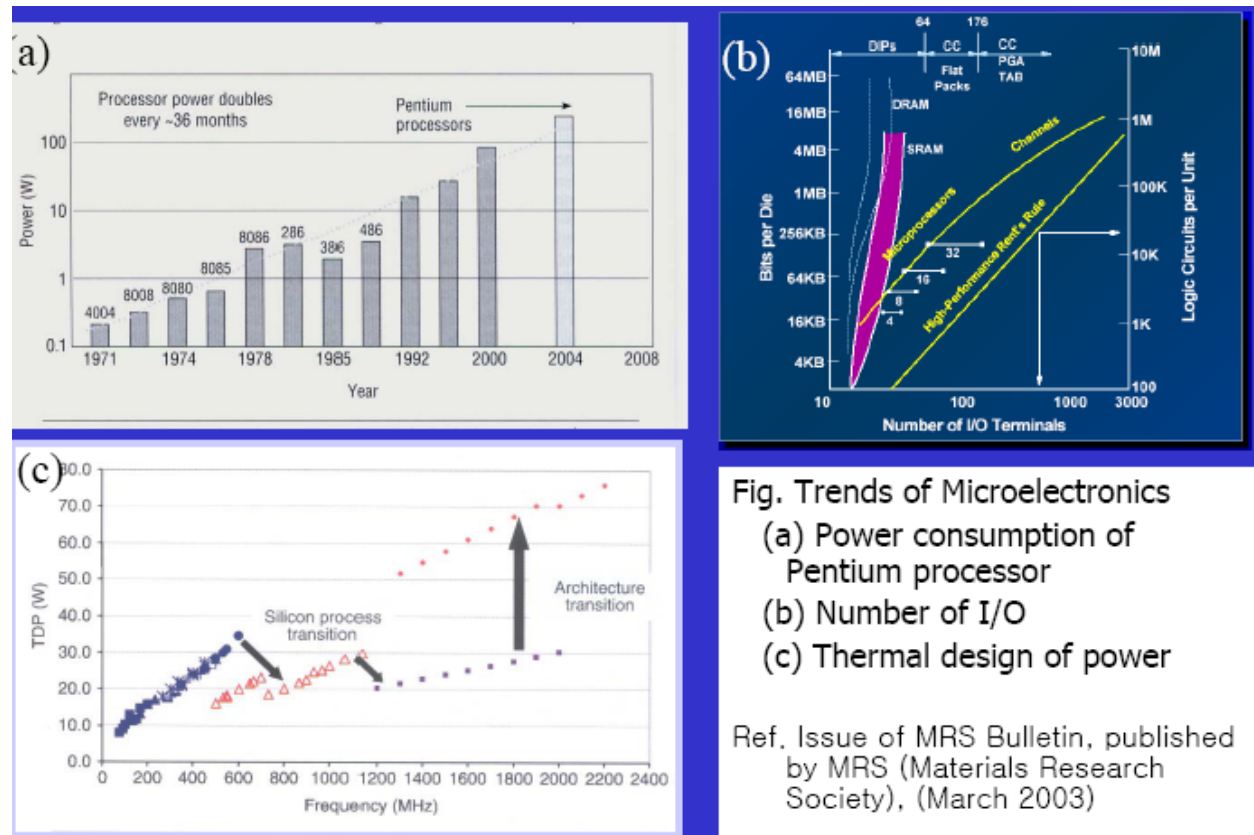 (a)
Processor power doubles
every ~36 months
Pentium
processors
Power (W)
100
10
1
0.1
4004
8008
8080
8085
8086
286
386
486
1971
1974
1978
1985
1992
2000
2004
2008
Year
(b)
64
176
DIPs
CC
CC
Flat
Packs
PGA
TAB
DRAM
SRAM
Channels
Microprocessors
High-Performance Rent's Rule
32
16
8
4
Bits per Die
64MB
16MB
4MB
1MB
256KB
64KB
16KB
4KB
10M
1M
100K
10K
1K
100
Logic Circuits per Unit
10
100
1000
3000
Number of I/O Terminals
(c)
80.0
70.0
60.0
50.0
40.0
30.0
20.0
10.0
0.0
TDP (W)
Silicon process
transition
Architecture
transition
0 200 400 600 800 1000 1200 1400 1600 1800 2000 2200 2400
Frequency (MHz)
Fig. Trends of Microelectronics
(a) Power consumption of
Pentium processor
(b) Number of I/O
(c) Thermal design of power
Ref. Issue of MRS Bulletin, published
by MRS (Materials Research
Society), (March 2003)